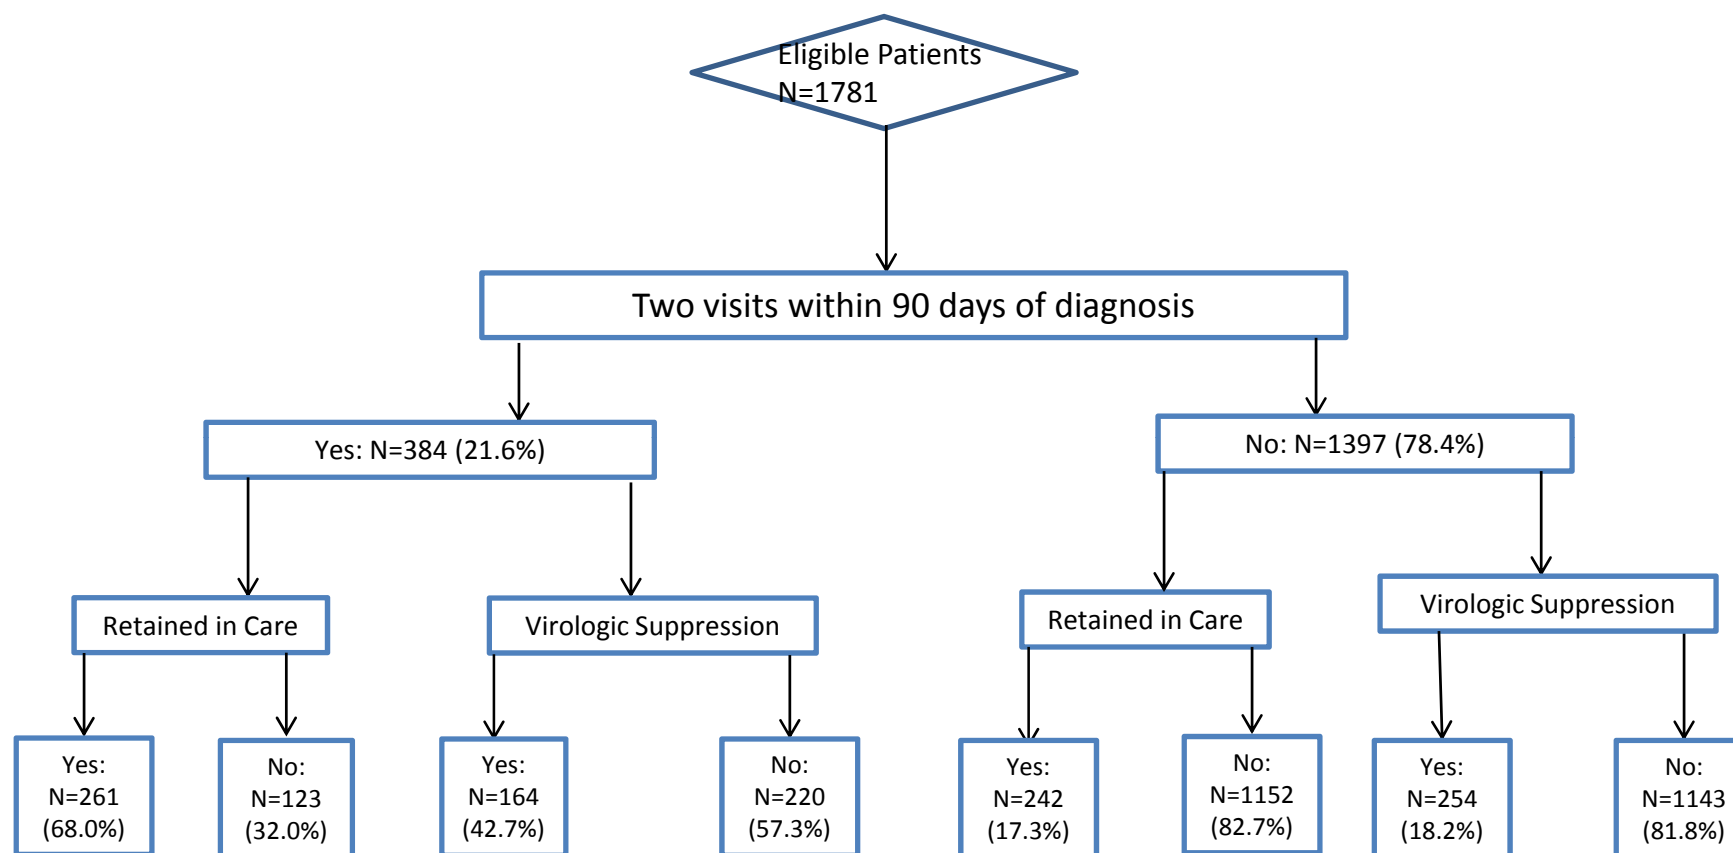 Eligible Patients
N=1781
Two visits within 90 days of diagnosis
Yes: N=384 (21.6%)
No: N=1397 (78.4%)
Retained in Care
Virologic Suppression
Retained in Care
Virologic Suppression
Yes:
N=261
(68.0%)
No:
N=123
(32.0%)
Yes:
N=164
(42.7%)
No:
N=220
(57.3%)
Yes:
N=242
(17.3%)
No:
N=1152
(82.7%)
Yes:
N=254
(18.2%)
No:
N=1143
(81.8%)